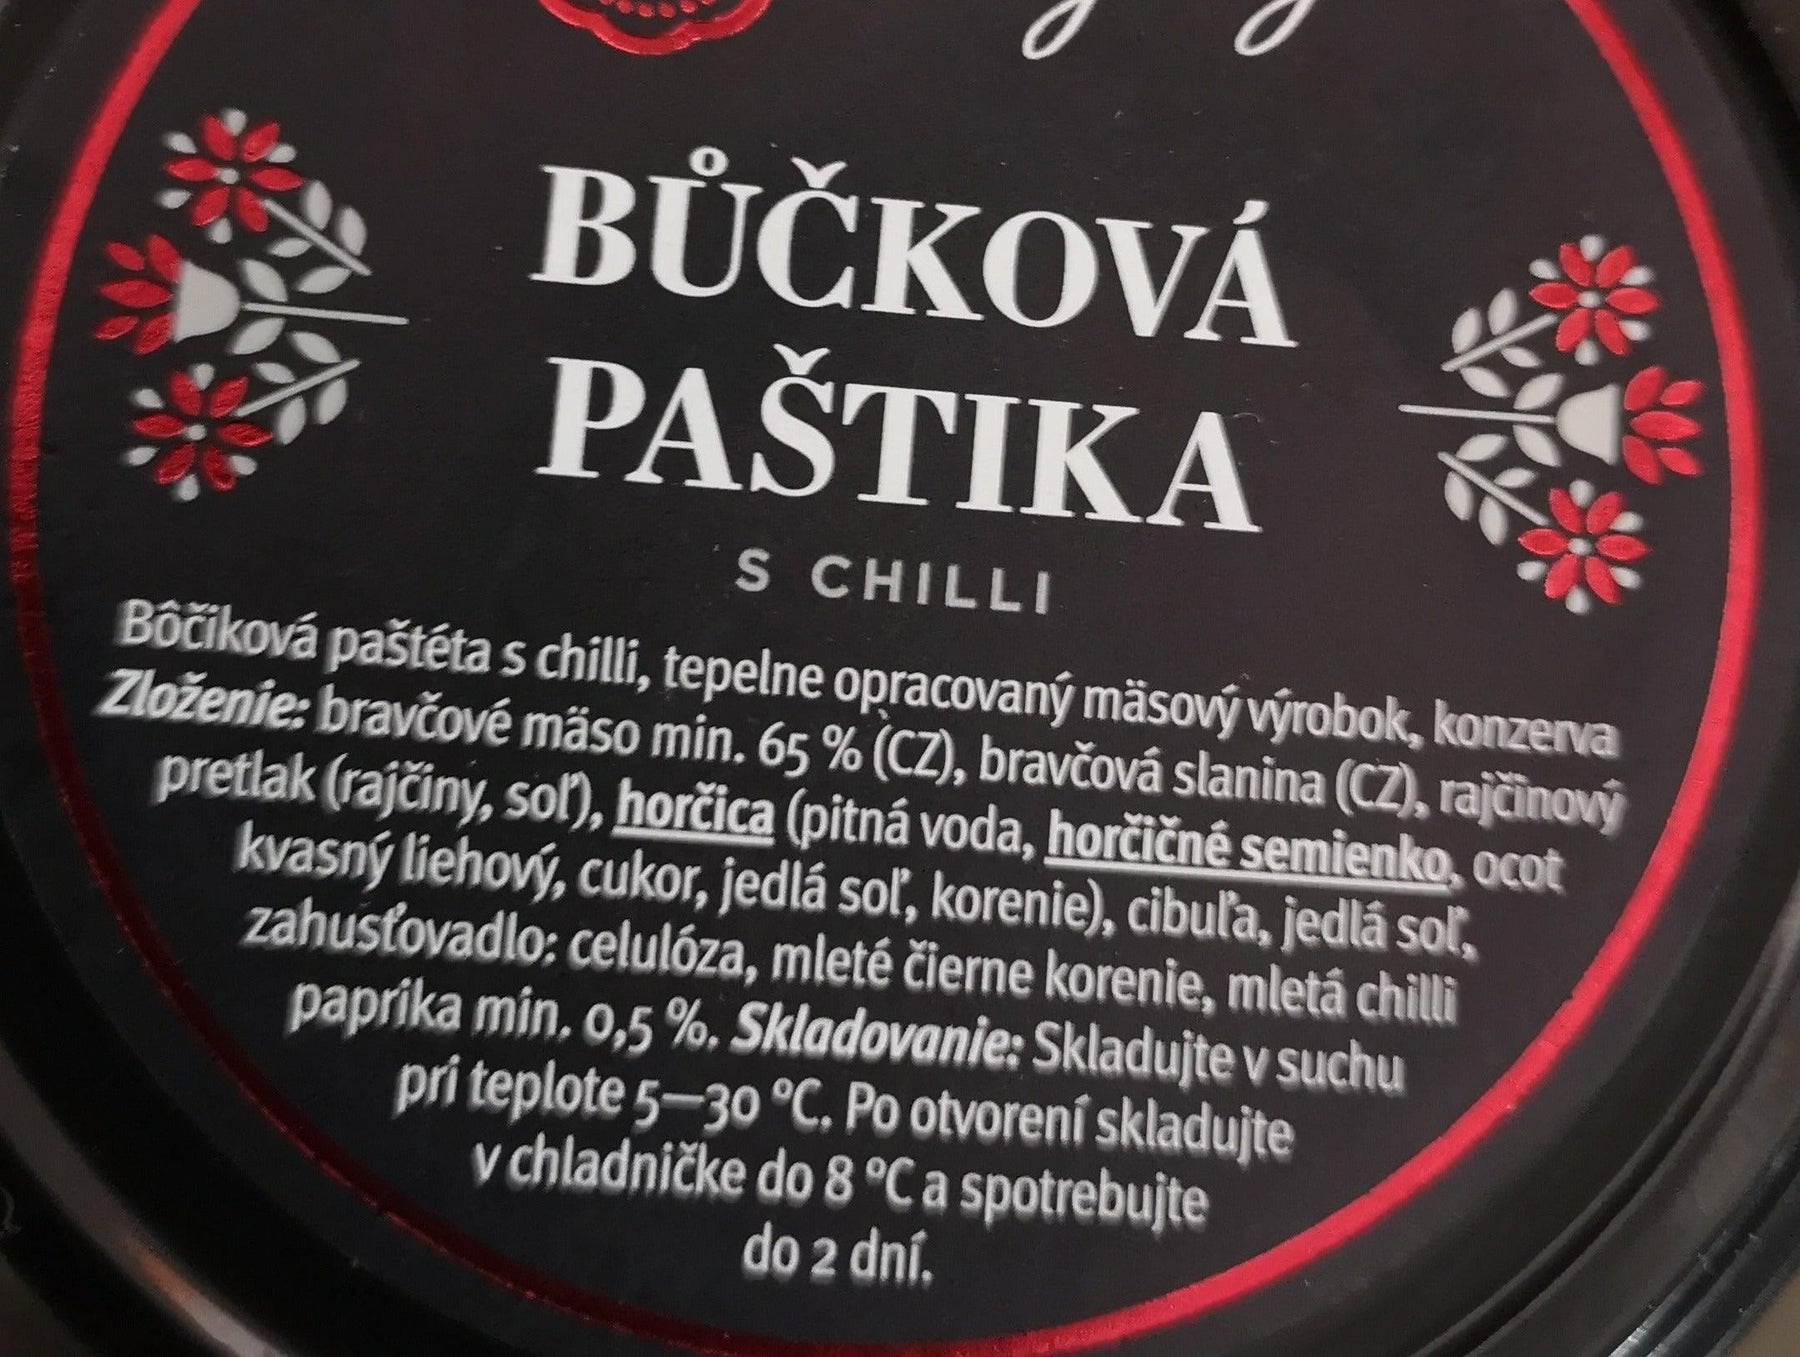 BŮČKOVÁ
PAŠTIKA
S CHILLI
Bôčiková paštéta s chilli, tepelne opracovaný mäsový výrobok, konzerva
Zloženie: bravčové mäso min. 65 % (CZ), bravčová slanina (CZ), rajčinový
pretlak (rajčiny, soľ), horčica (pitná voda, horčičné semienko, ocot
kvasný liehový, cukor, jedlá soľ, korenie), cibuľa, jedlá soľ,
zahusťovadlo: celulóza, mleté čierne korenie, mletá chilli
paprika min. 0,5 %. Skladovanie: Skladujte v suchu
pri teplote 5—30 °C. Po otvorení skladujte
v chladničke do 8 °C a spotrebujte
do 2 dní.